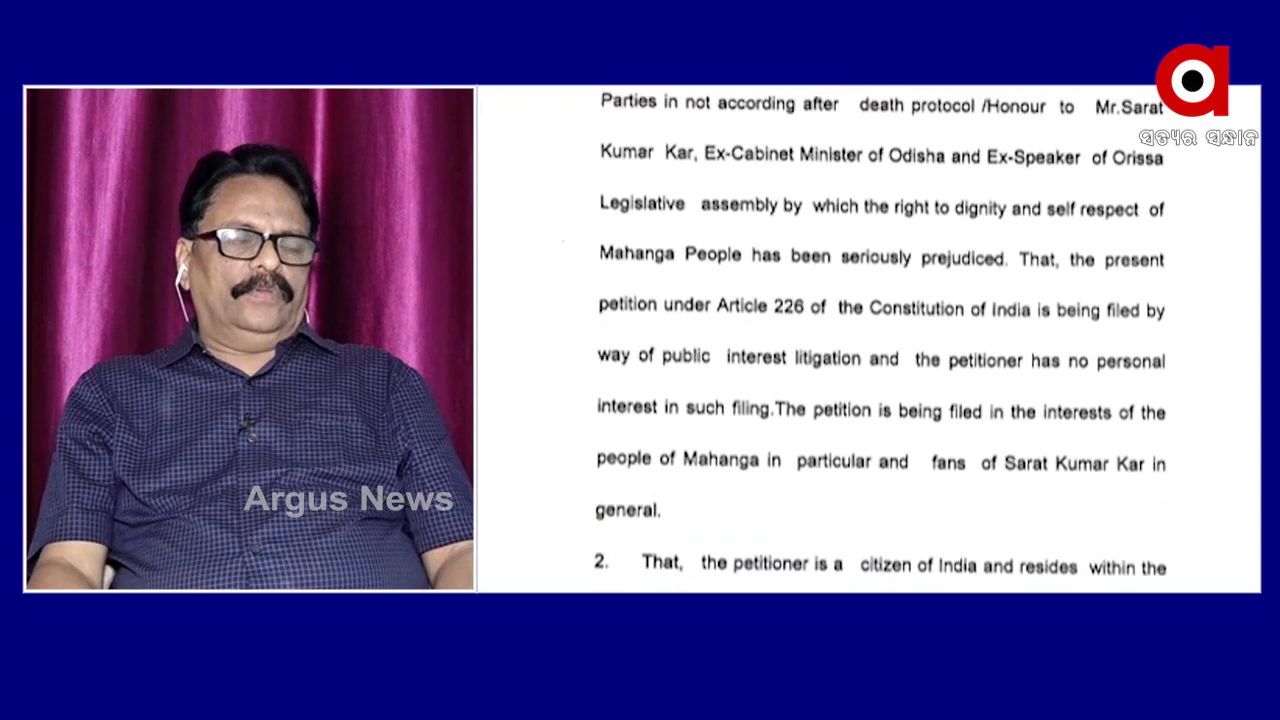 Parties in not according after death protocol /Honour to Mr.Sarat
Kumar Kar, Ex-Cabinet Minister of Odisha and Ex-Speaker of Orissa
Legislative assembly by which the right to dignity and self respect of
Mahanga People has been seriously prejudiced. That, the present
petition under Article 226 of the Constitution of India is being filed by
way of public interest litigation and the petitioner has no personal
interest in such filing.The petition is being filed in the interests of the
people of Mahanga in particular and fans of Sarat Kumar Kar in
general.
2. That, the petitioner is a citizen of India and resides within the
Argus News
ସତ୍ୟର ସନ୍ଧାନ